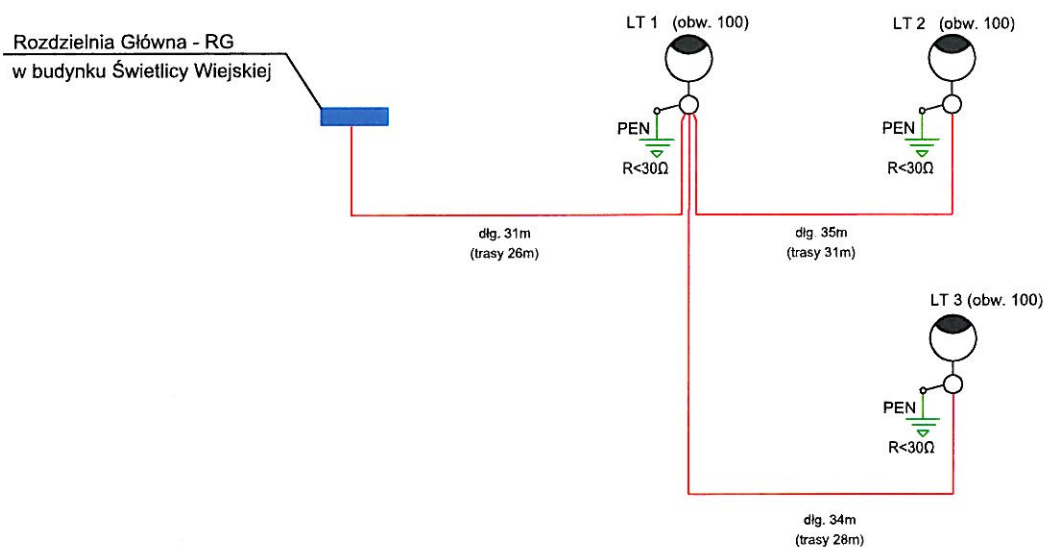 Rozdzielnia Główna - RG
w budynku Świetlicy Wiejskiej
LT 1 (obw. 100)
PEN
R<30Ω
LT 2 (obw. 100)
PEN
R<30Ω
dłg. 31m
(trasy 26m)
dłg. 35m
(trasy 31m)
LT 3 (obw. 100)
PEN
R<30Ω
dłg. 34m
(trasy 28m)